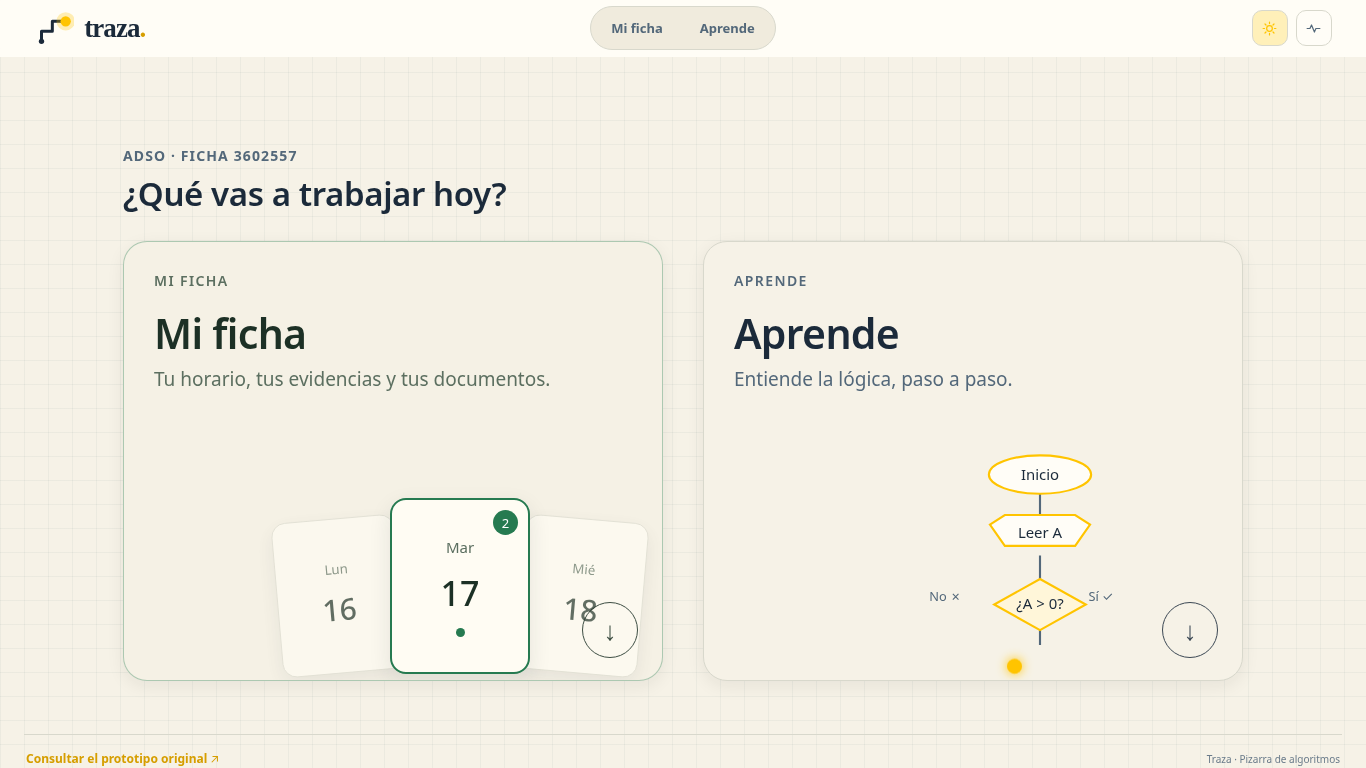 traza.
Mi ficha
Aprende
ADSO · FICHA 3602557
¿Qué vas a trabajar hoy?
MI FICHA
Mi ficha
Tu horario, tus evidencias y tus documentos.
Lun
16
2
Mar
17
Mié
18
↓
APRENDE
Aprende
Entiende la lógica, paso a paso.
Inicio
Leer A
No ×
¿A > 0?
Sí ✓
↓
Consultar el prototipo original ↗
Traza · Pizarra de algoritmos